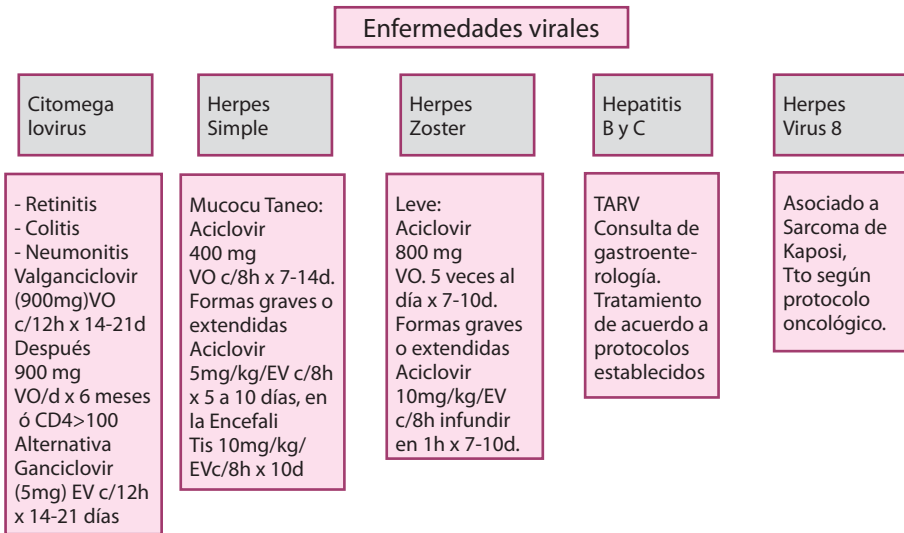 Enfermedades virales
Citomega
lovirus
- Retinitis
- Colitis
- Neumonitis
Valganciclovir
(900mg)VO
c/12h x 14-21d
Después
900 mg
VO/d x 6 meses
ó CD4>100
Alternativa
Ganciclovir
(5mg) EV c/12h
x 14-21 días
Herpes
Simple
Mucocu Taneo:
Aciclovir
400 mg
VO c/8h x 7-14d.
Formas graves o
extendidas
Aciclovir
5mg/kg/EV c/8h
x 5 a 10 días, en
la Encefali
Tis 10mg/kg/
EVc/8h x 10d
Herpes
Zoster
Leve:
Aciclovir
800 mg
VO. 5 veces al
día x 7-10d.
Formas graves
o extendidas
Aciclovir
10mg/kg/EV
c/8h infundir
en 1h x 7-10d.
Hepatitis
B y C
TARV
Consulta de
gastroente-
rología.
Tratamiento
de acuerdo a
protocolos
establecidos
Herpes
Virus 8
Asociado a
Sarcoma de
Kaposi,
Tto según
protocolo
oncológico.